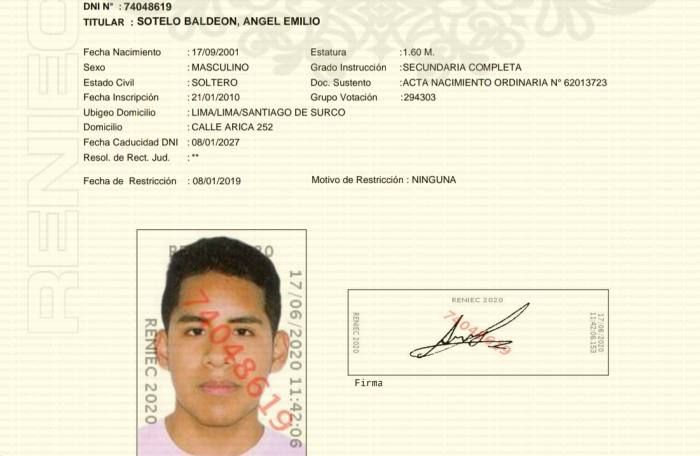 DNI N° : 74048619
TITULAR : SOTELO BALDEON, ANGEL EMILIO
Fecha Nacimiento : 17/09/2001 Estatura : 1.60 M.
Sexo : MASCULINO Grado Instrucción : SECUNDARIA COMPLETA
Estado Civil : SOLTERO Doc. Sustento : ACTA NACIMIENTO ORDINARIA N° 62013723
Fecha Inscripción : 21/01/2010 Grupo Votación : 294303
Ubigeo Domicilio : LIMA/LIMA/SANTIAGO DE SURCO
Domicilio : CALLE ARICA 252
Fecha Caducidad DNI : 08/01/2027
Resol. de Rect. Jud. : **
Fecha de Restricción : 08/01/2019 Motivo de Restricción : NINGUNA
RENIEC
RENIEC 2020
17/06/2020 11:42:06
74048619
RENIEC 2020
RENIEC 2020
74048619
17/06/2020
11:42:06:153
Firma